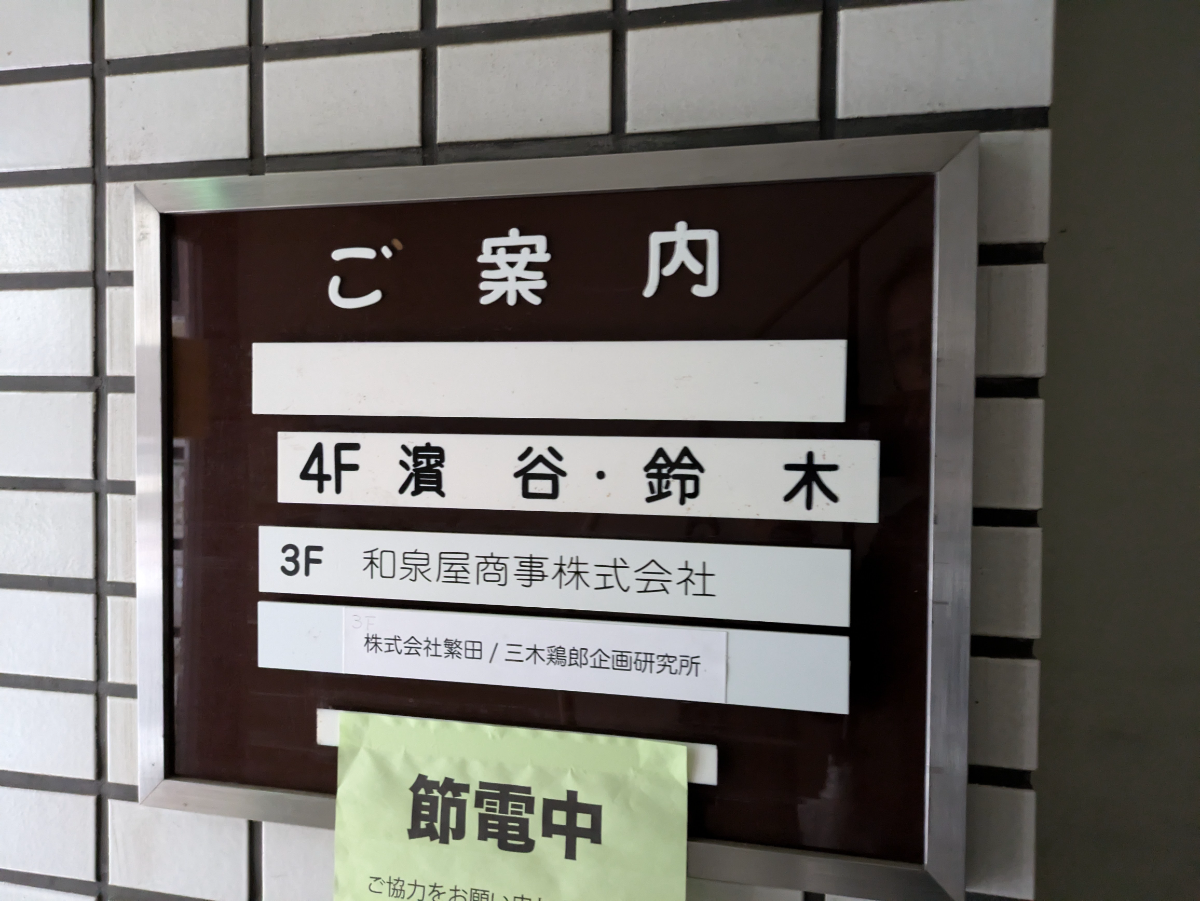 ご案内
4F 濱谷・鈴木
3F 和泉屋商事株式会社
3F
株式会社繁田 / 三木鶏郎企画研究所
節電中
ご協力をお願い